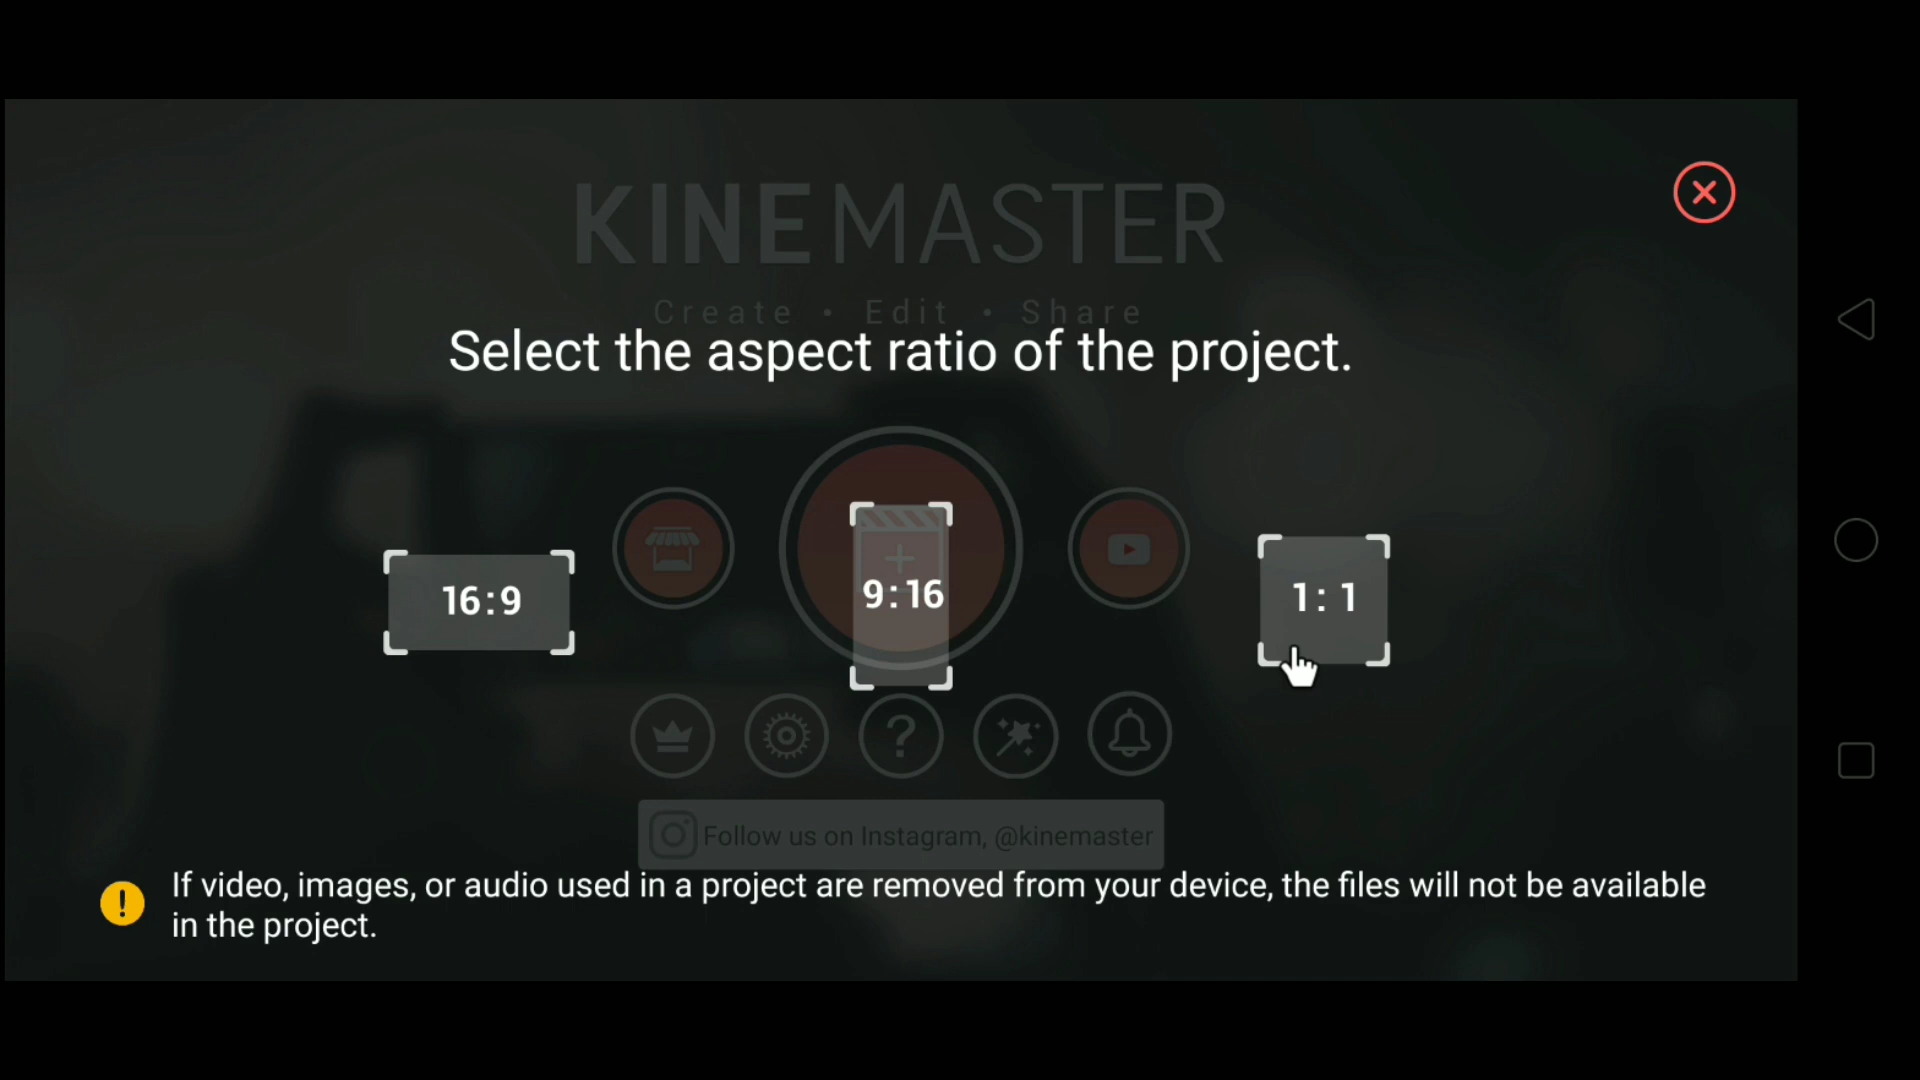 KINEMASTER
Create • Edit • Share
Select the aspect ratio of the project.
16:9
9:16
1:1
Follow us on Instagram, @kinemaster
If video, images, or audio used in a project are removed from your device, the files will not be available
in the project.